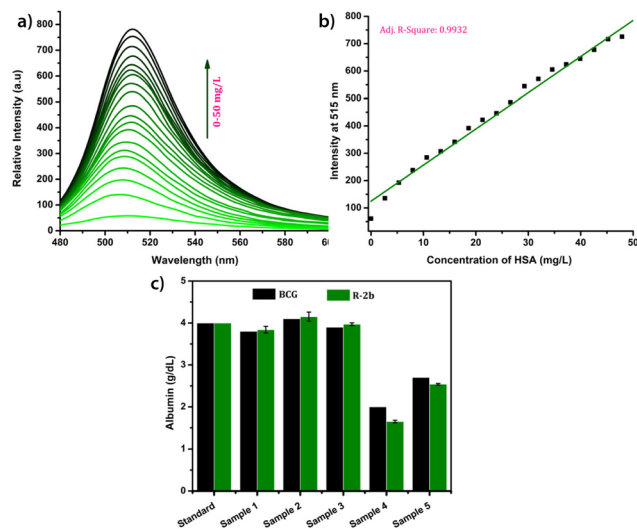 a)
Relative Intensity (a.u)
800
700
600
500
400
300
200
100
0
0-50 mg/L
480
500
520
540
560
580
60
Wavelength (nm)
b)
Intensity at 515 nm
800
700
600
500
400
300
200
100
Adj. R-Square: 0.9932
0
10
20
30
40
50
Concentration of HSA (mg/L)
c)
BCG
R-2b
Albumin (g/dL)
5
4
3
2
1
0
Standard
Sample 1
Sample 2
Sample 3
Sample 4
Sample 5